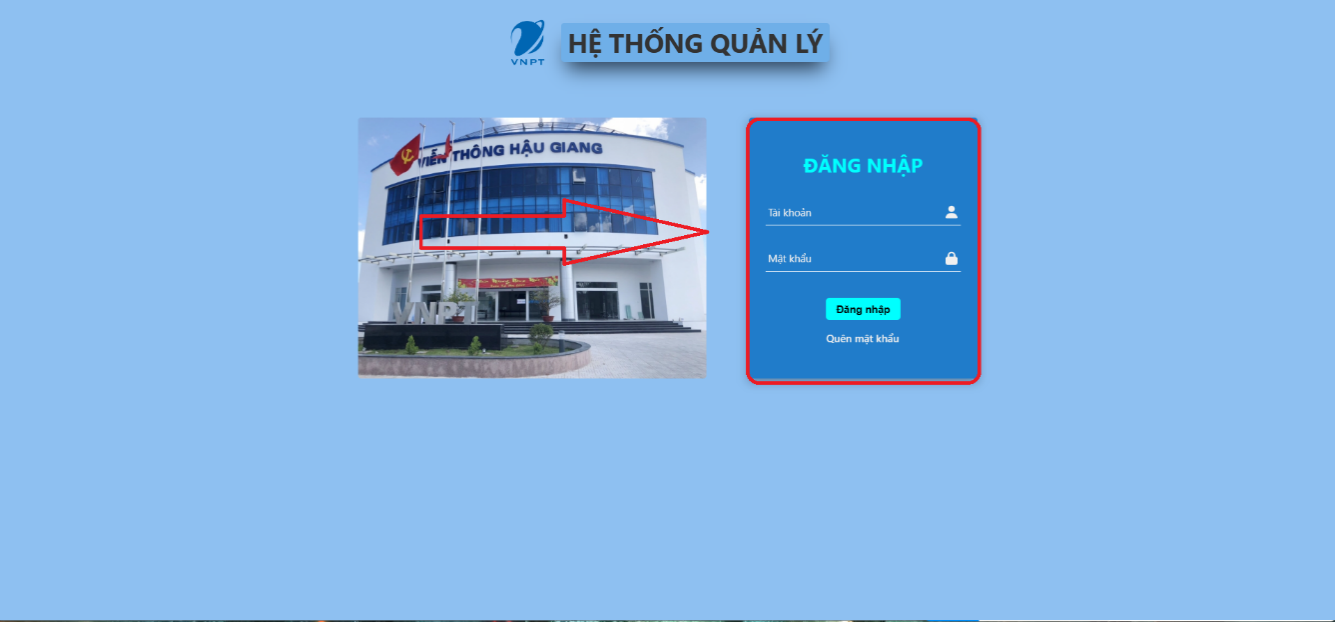 VNPT
HỆ THỐNG QUẢN LÝ
VIỄN THÔNG HẬU GIANG
VNPT
ĐĂNG NHẬP
Tài khoản
Mật khẩu
Đăng nhập
Quên mật khẩu